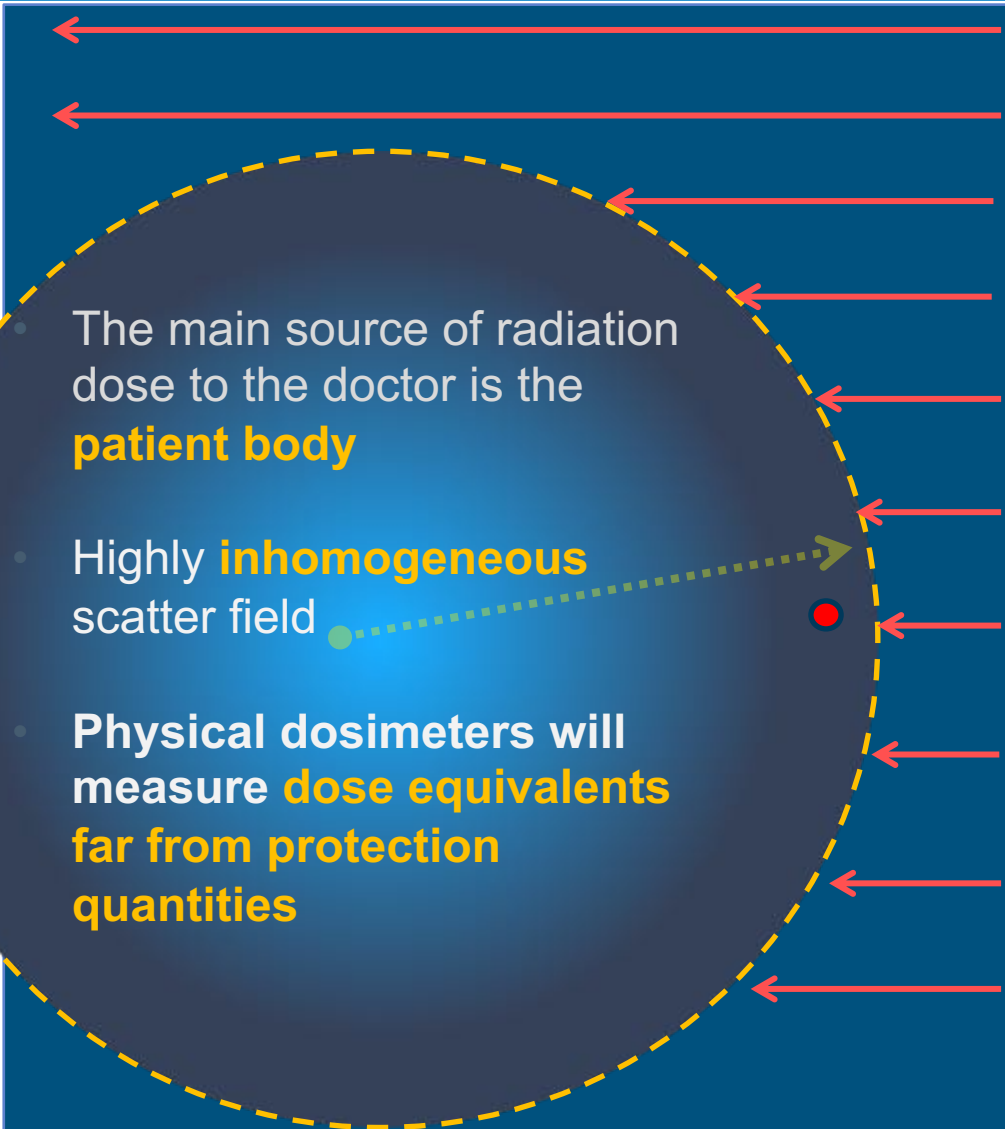 The main source of radiation
dose to the doctor is the
patient body
Highly inhomogeneous
scatter field
Physical dosimeters will
measure dose equivalents
far from protection
quantities